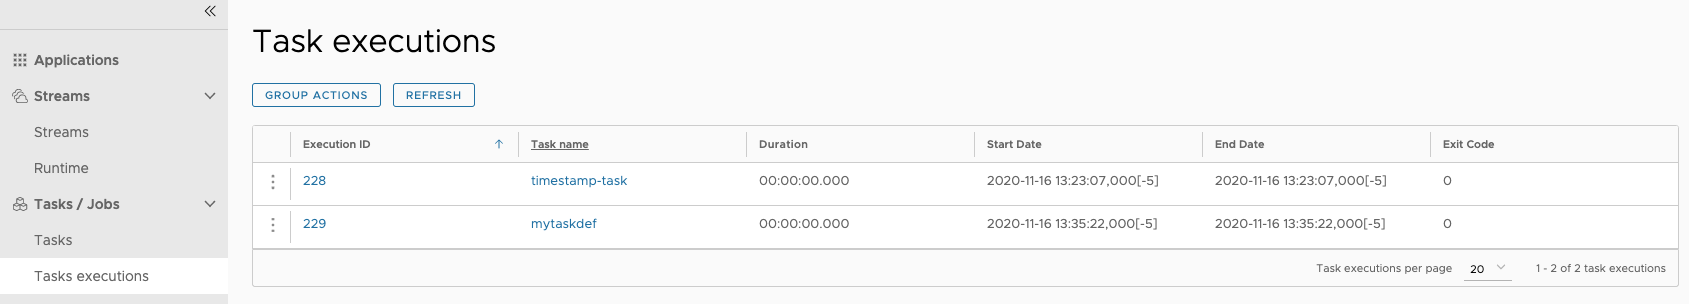 Applications
Streams
Streams
Runtime
Tasks / Jobs
Tasks
Tasks executions
Task executions
GROUP ACTIONS REFRESH
Execution ID Task name Duration Start Date End Date Exit Code
228 timestamp-task 00:00:00.000 2020-11-16 13:23:07,000[-5] 2020-11-16 13:23:07,000[-5] 0
229 mytaskdef 00:00:00.000 2020-11-16 13:35:22,000[-5] 2020-11-16 13:35:22,000[-5] 0
Task executions per page 20 1 - 2 of 2 task executions